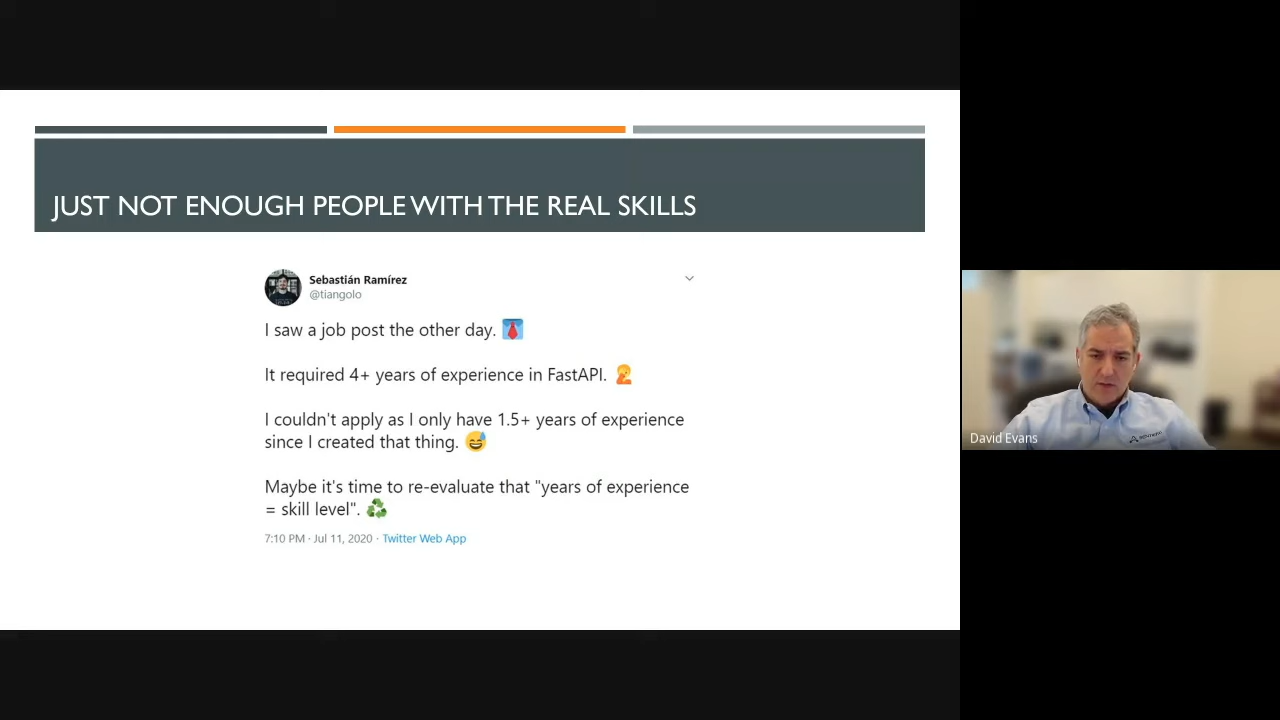 JUST NOT ENOUGH PEOPLE WITH THE REAL SKILLS
Sebastián Ramírez
@tiangolo
I saw a job post the other day. 👔
It required 4+ years of experience in FastAPI. 🤦
I couldn't apply as I only have 1.5+ years of experience
since I created that thing. 😅
Maybe it's time to re-evaluate that "years of experience
= skill level". ♻
7:10 PM · Jul 11, 2020 · Twitter Web App
David Evans